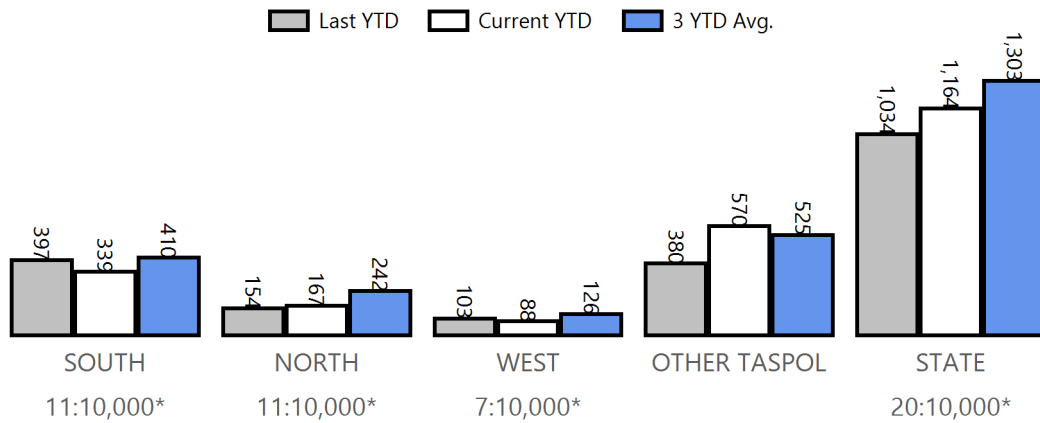 Last YTD Current YTD 3 YTD Avg.
397 339 410 154 167 242 103 88 126 380 570 525 1,034 1,164 1,303
SOUTH NORTH WEST OTHER TASPOL STATE
11:10,000* 11:10,000* 7:10,000* 20:10,000*